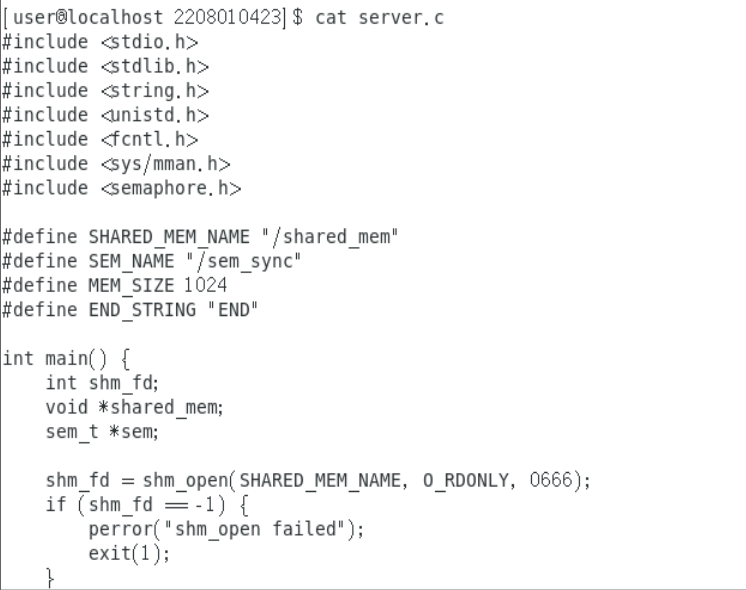 [user@localhost 2208010423]$ cat server.c
#include <stdio.h>
#include <stdlib.h>
#include <string.h>
#include <unistd.h>
#include <fcntl.h>
#include <sys/mman.h>
#include <semaphore.h>

#define SHARED_MEM_NAME "/shared_mem"
#define SEM_NAME "/sem_sync"
#define MEM_SIZE 1024
#define END_STRING "END"

int main() {
    int shm_fd;
    void *shared_mem;
    sem_t *sem;

    shm_fd = shm_open(SHARED_MEM_NAME, O_RDONLY, 0666);
    if (shm_fd == -1) {
        perror("shm_open failed");
        exit(1);
    }